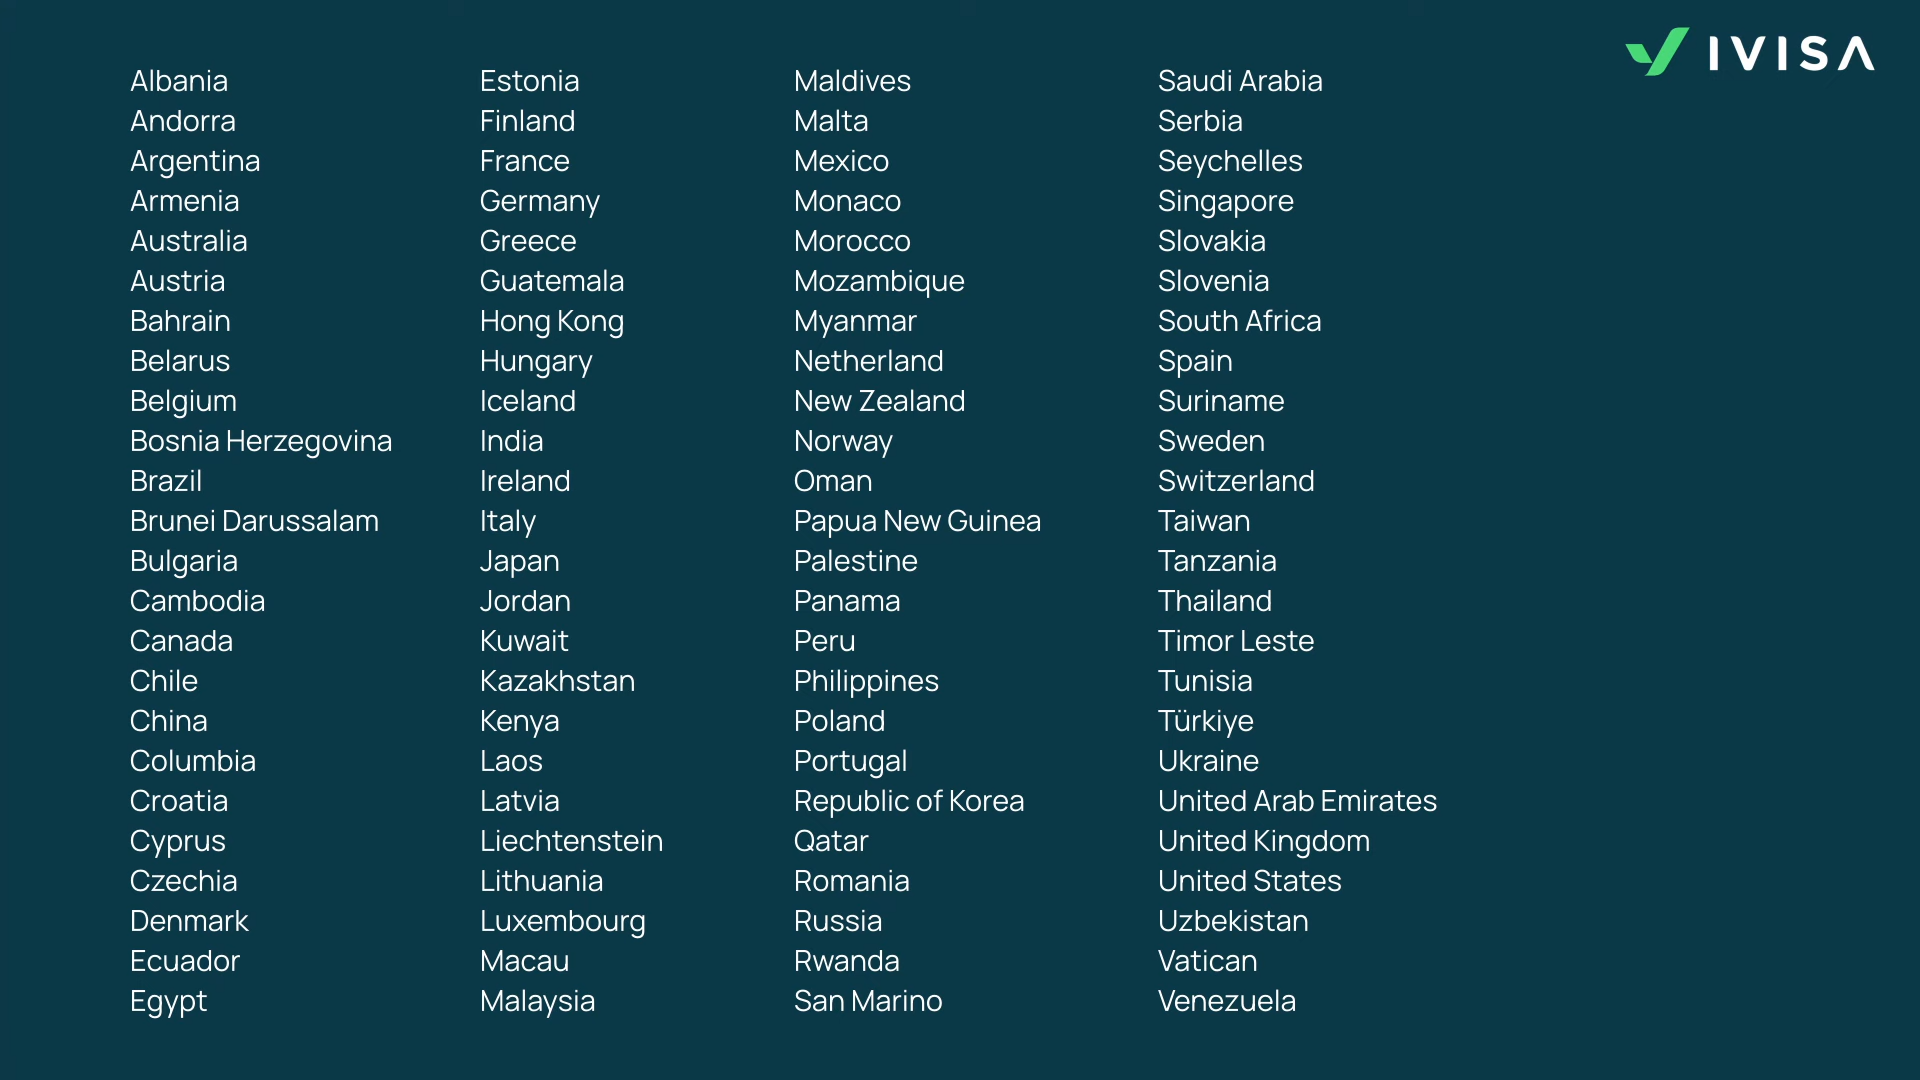 IVISA
Albania
Andorra
Argentina
Armenia
Australia
Austria
Bahrain
Belarus
Belgium
Bosnia Herzegovina
Brazil
Brunei Darussalam
Bulgaria
Cambodia
Canada
Chile
China
Columbia
Croatia
Cyprus
Czechia
Denmark
Ecuador
Egypt
Estonia
Finland
France
Germany
Greece
Guatemala
Hong Kong
Hungary
Iceland
India
Ireland
Italy
Japan
Jordan
Kuwait
Kazakhstan
Kenya
Laos
Latvia
Liechtenstein
Lithuania
Luxembourg
Macau
Malaysia
Maldives
Malta
Mexico
Monaco
Morocco
Mozambique
Myanmar
Netherland
New Zealand
Norway
Oman
Papua New Guinea
Palestine
Panama
Peru
Philippines
Poland
Portugal
Republic of Korea
Qatar
Romania
Russia
Rwanda
San Marino
Saudi Arabia
Serbia
Seychelles
Singapore
Slovakia
Slovenia
South Africa
Spain
Suriname
Sweden
Switzerland
Taiwan
Tanzania
Thailand
Timor Leste
Tunisia
Türkiye
Ukraine
United Arab Emirates
United Kingdom
United States
Uzbekistan
Vatican
Venezuela